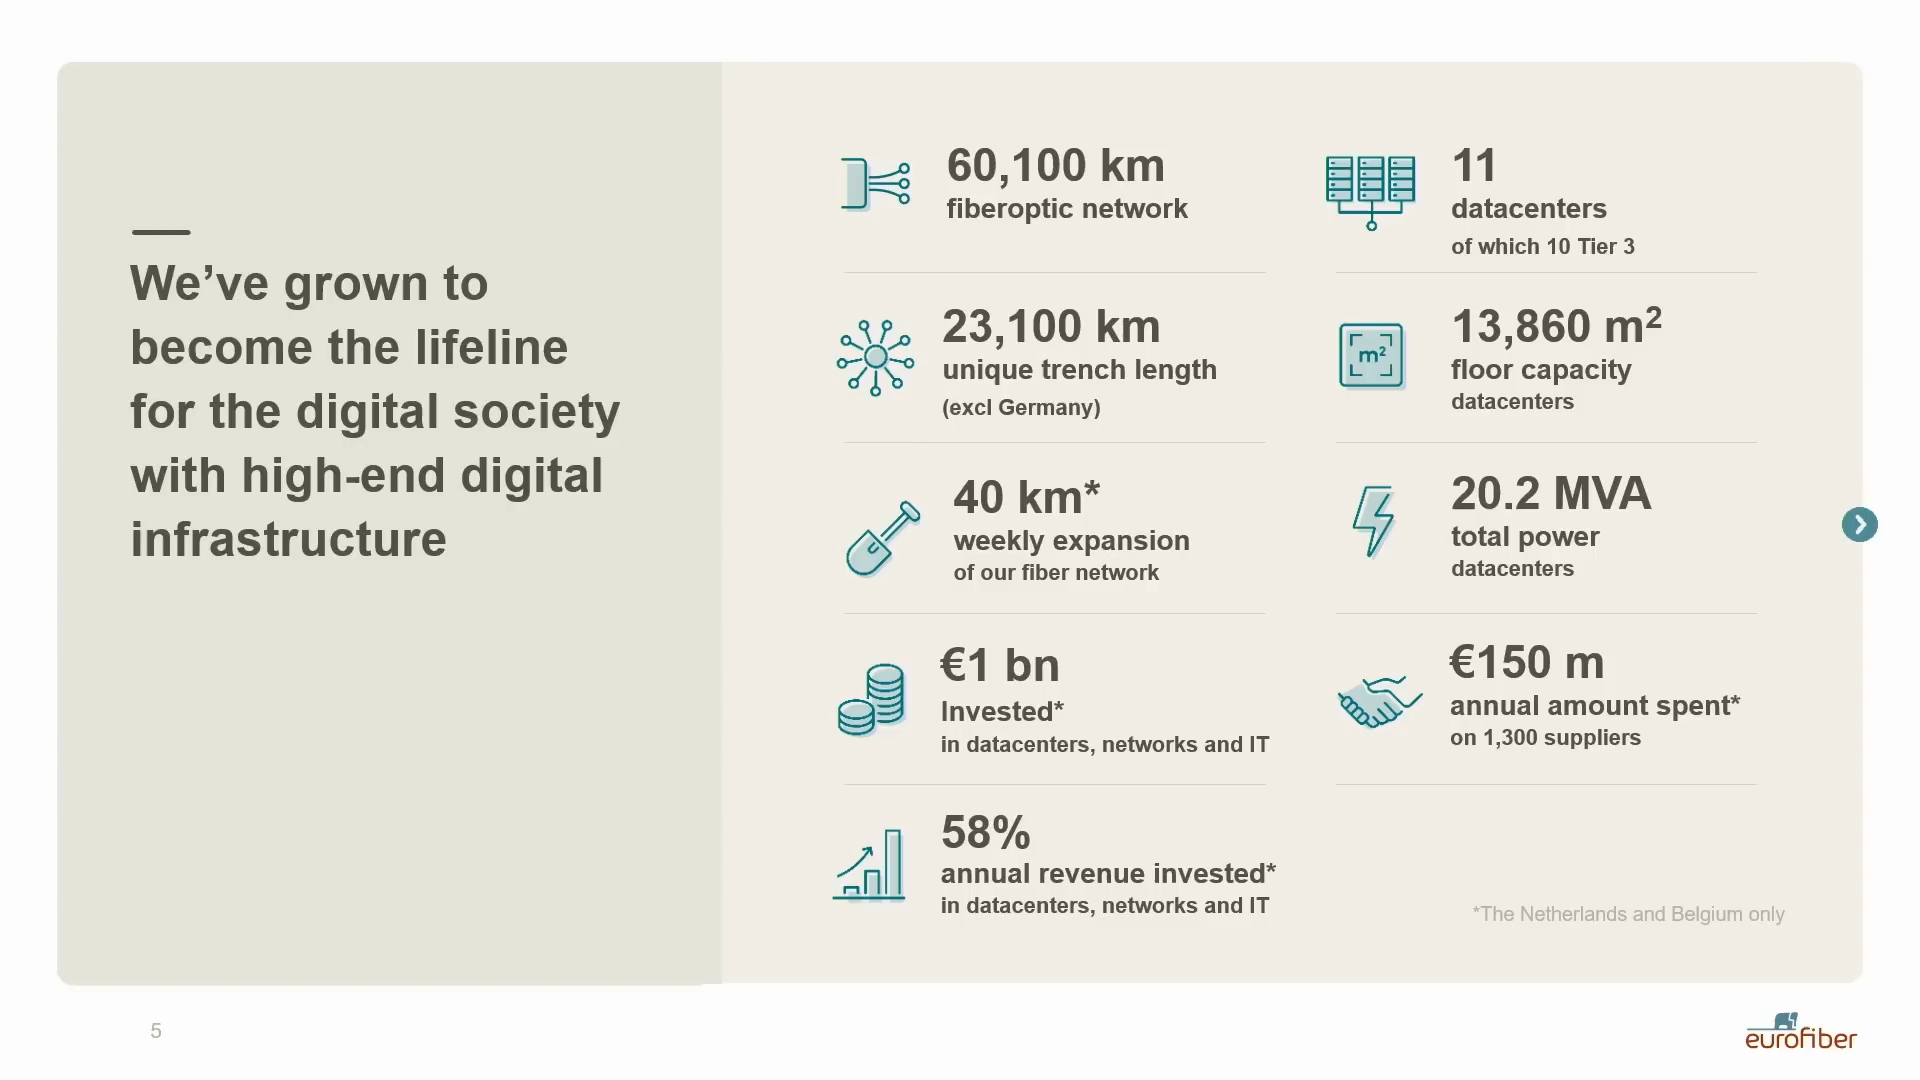 We’ve grown to
become the lifeline
for the digital society
with high-end digital
infrastructure
60,100 km
fiberoptic network
23,100 km
unique trench length
(excl Germany)
40 km*
weekly expansion
of our fiber network
€1 bn
Invested*
in datacenters, networks and IT
58%
annual revenue invested*
in datacenters, networks and IT
11
datacenters
of which 10 Tier 3
m²
13,860 m²
floor capacity
datacenters
20.2 MVA
total power
datacenters
€150 m
annual amount spent*
on 1,300 suppliers
*The Netherlands and Belgium only
5
eurofiber